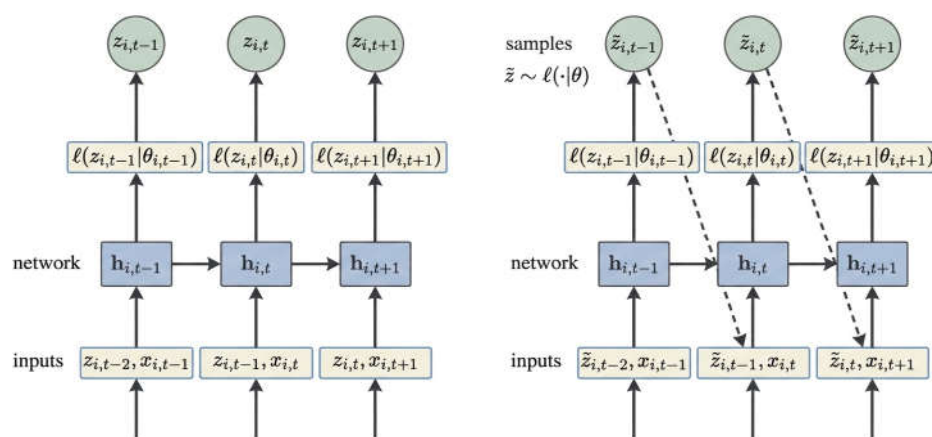 z_{i,t−1} z_{i,t} z_{i,t+1}
ℓ(z_{i,t−1}|θ_{i,t−1}) ℓ(z_{i,t}|θ_{i,t}) ℓ(z_{i,t+1}|θ_{i,t+1})
network h_{i,t−1} h_{i,t} h_{i,t+1}
inputs z_{i,t−2}, x_{i,t−1} z_{i,t−1}, x_{i,t} z_{i,t}, x_{i,t+1}
samples z̃_{i,t−1} z̃_{i,t} z̃_{i,t+1}
z̃ ∼ ℓ(·|θ)
ℓ(z_{i,t−1}|θ_{i,t−1}) ℓ(z_{i,t}|θ_{i,t}) ℓ(z_{i,t+1}|θ_{i,t+1})
network h_{i,t−1} h_{i,t} h_{i,t+1}
inputs z̃_{i,t−2}, x_{i,t−1} z̃_{i,t−1}, x_{i,t} z̃_{i,t}, x_{i,t+1}